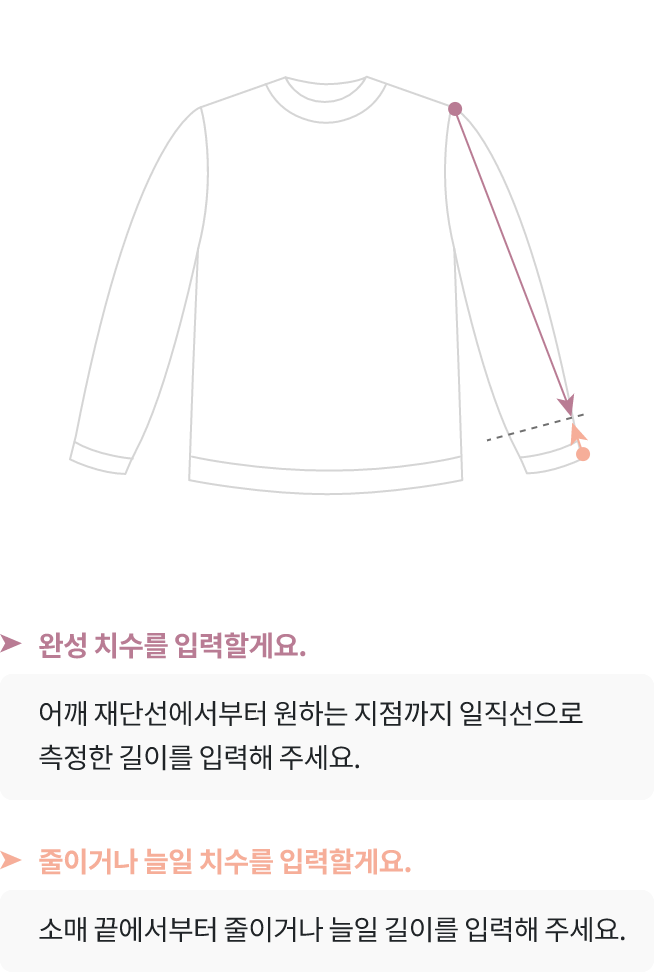 완성 치수를 입력할게요.
어깨 재단선에서부터 원하는 지점까지 일직선으로
측정한 길이를 입력해 주세요.
줄이거나 늘일 치수를 입력할게요.
소매 끝에서부터 줄이거나 늘일 길이를 입력해 주세요.